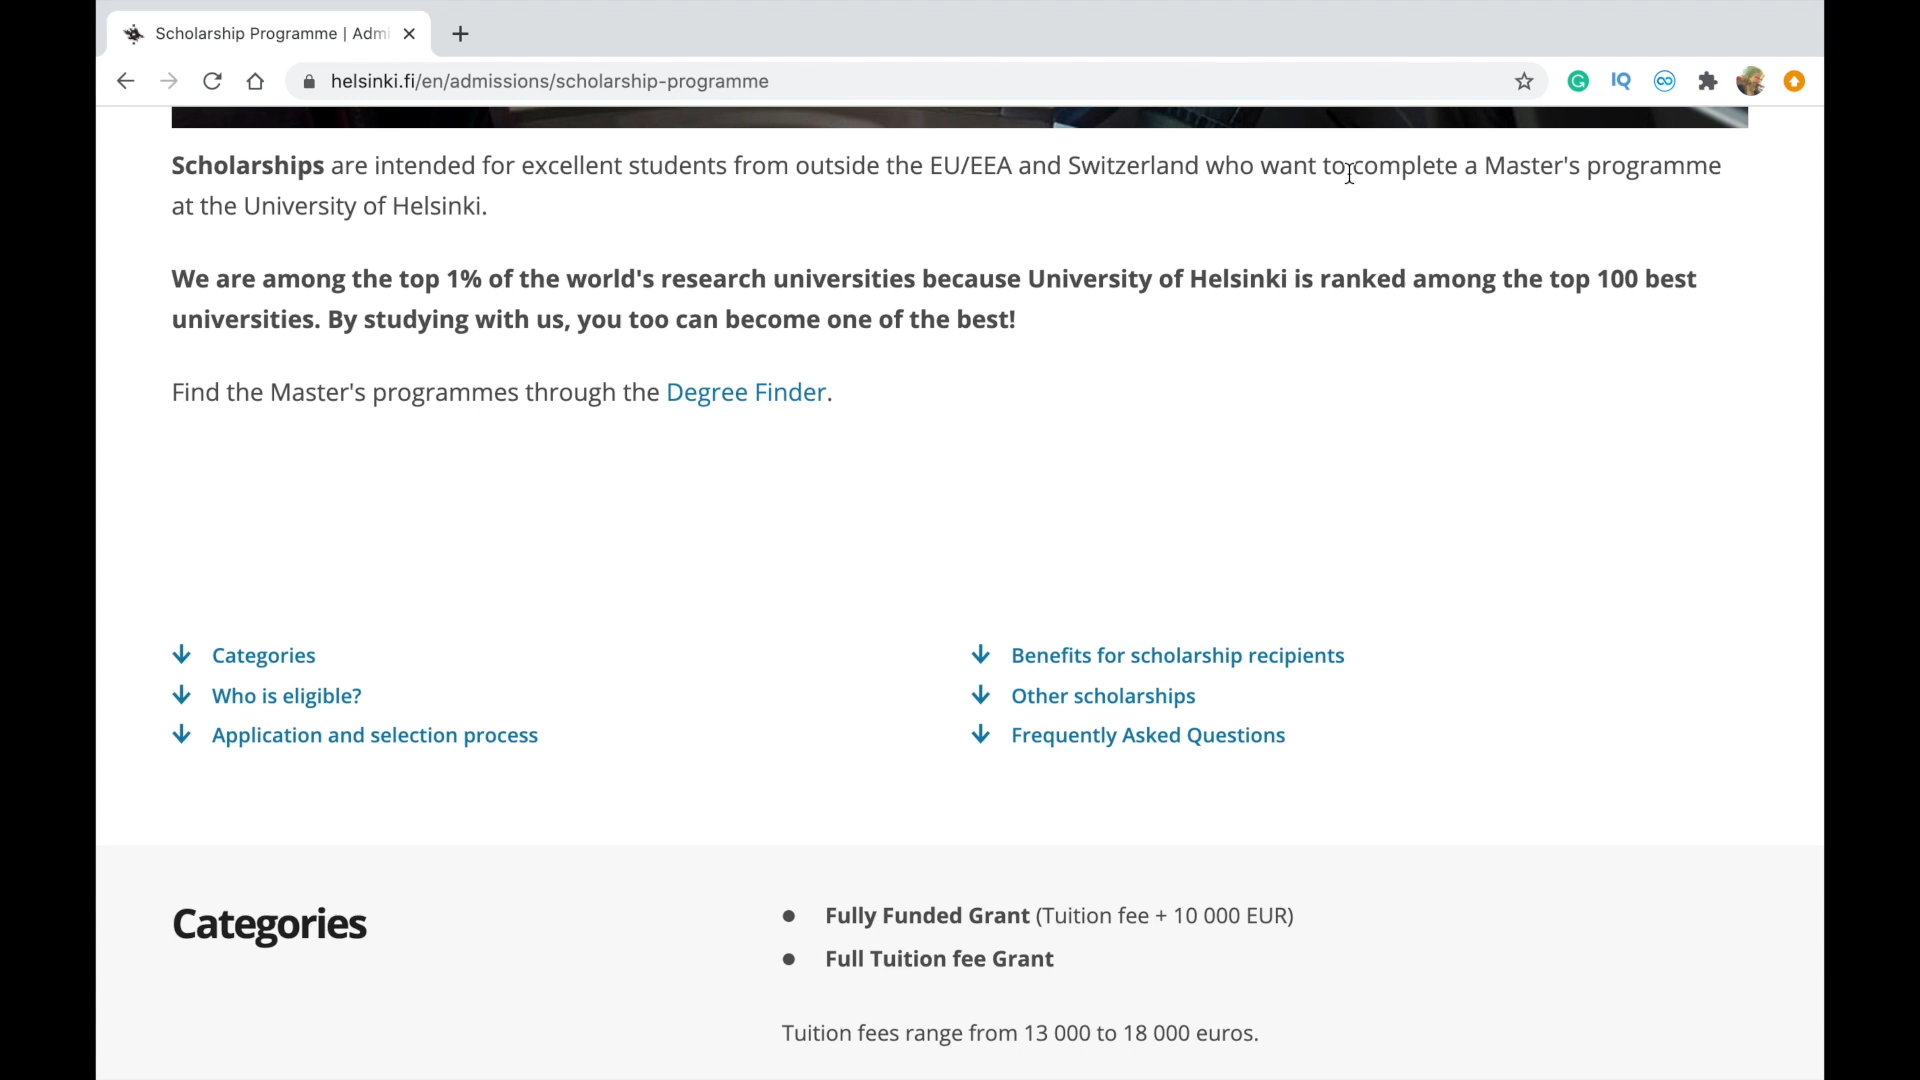 Scholarship Programme | Admi
helsinki.fi/en/admissions/scholarship-programme
IQ
Scholarships are intended for excellent students from outside the EU/EEA and Switzerland who want to complete a Master's programme
at the University of Helsinki.
We are among the top 1% of the world's research universities because University of Helsinki is ranked among the top 100 best
universities. By studying with us, you too can become one of the best!
Find the Master's programmes through the Degree Finder.
Categories
Who is eligible?
Application and selection process
Benefits for scholarship recipients
Other scholarships
Frequently Asked Questions
Categories
Fully Funded Grant (Tuition fee + 10 000 EUR)
Full Tuition fee Grant
Tuition fees range from 13 000 to 18 000 euros.